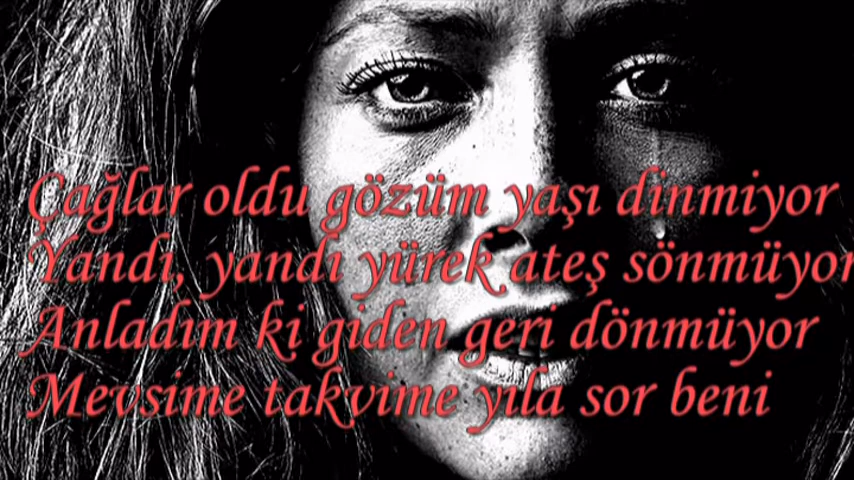 Çağlar oldu gözüm yaşı dinmiyor
Yandı, yandı yürek ateş sönmüyor
Anladım ki giden geri dönmüyor
Mevsime takvime yıla sor beni